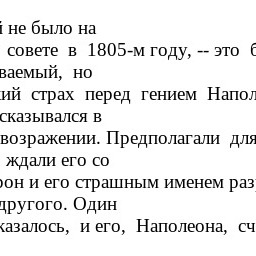 й не было на
совете в 1805-м году, -- это
ваемый, но
ий страх перед гением Напол
сказывался в
возражении. Предполагали для
ждали его со
рон и его страшным именем раз
другого. Один
казалось, и его, Наполеона, сч